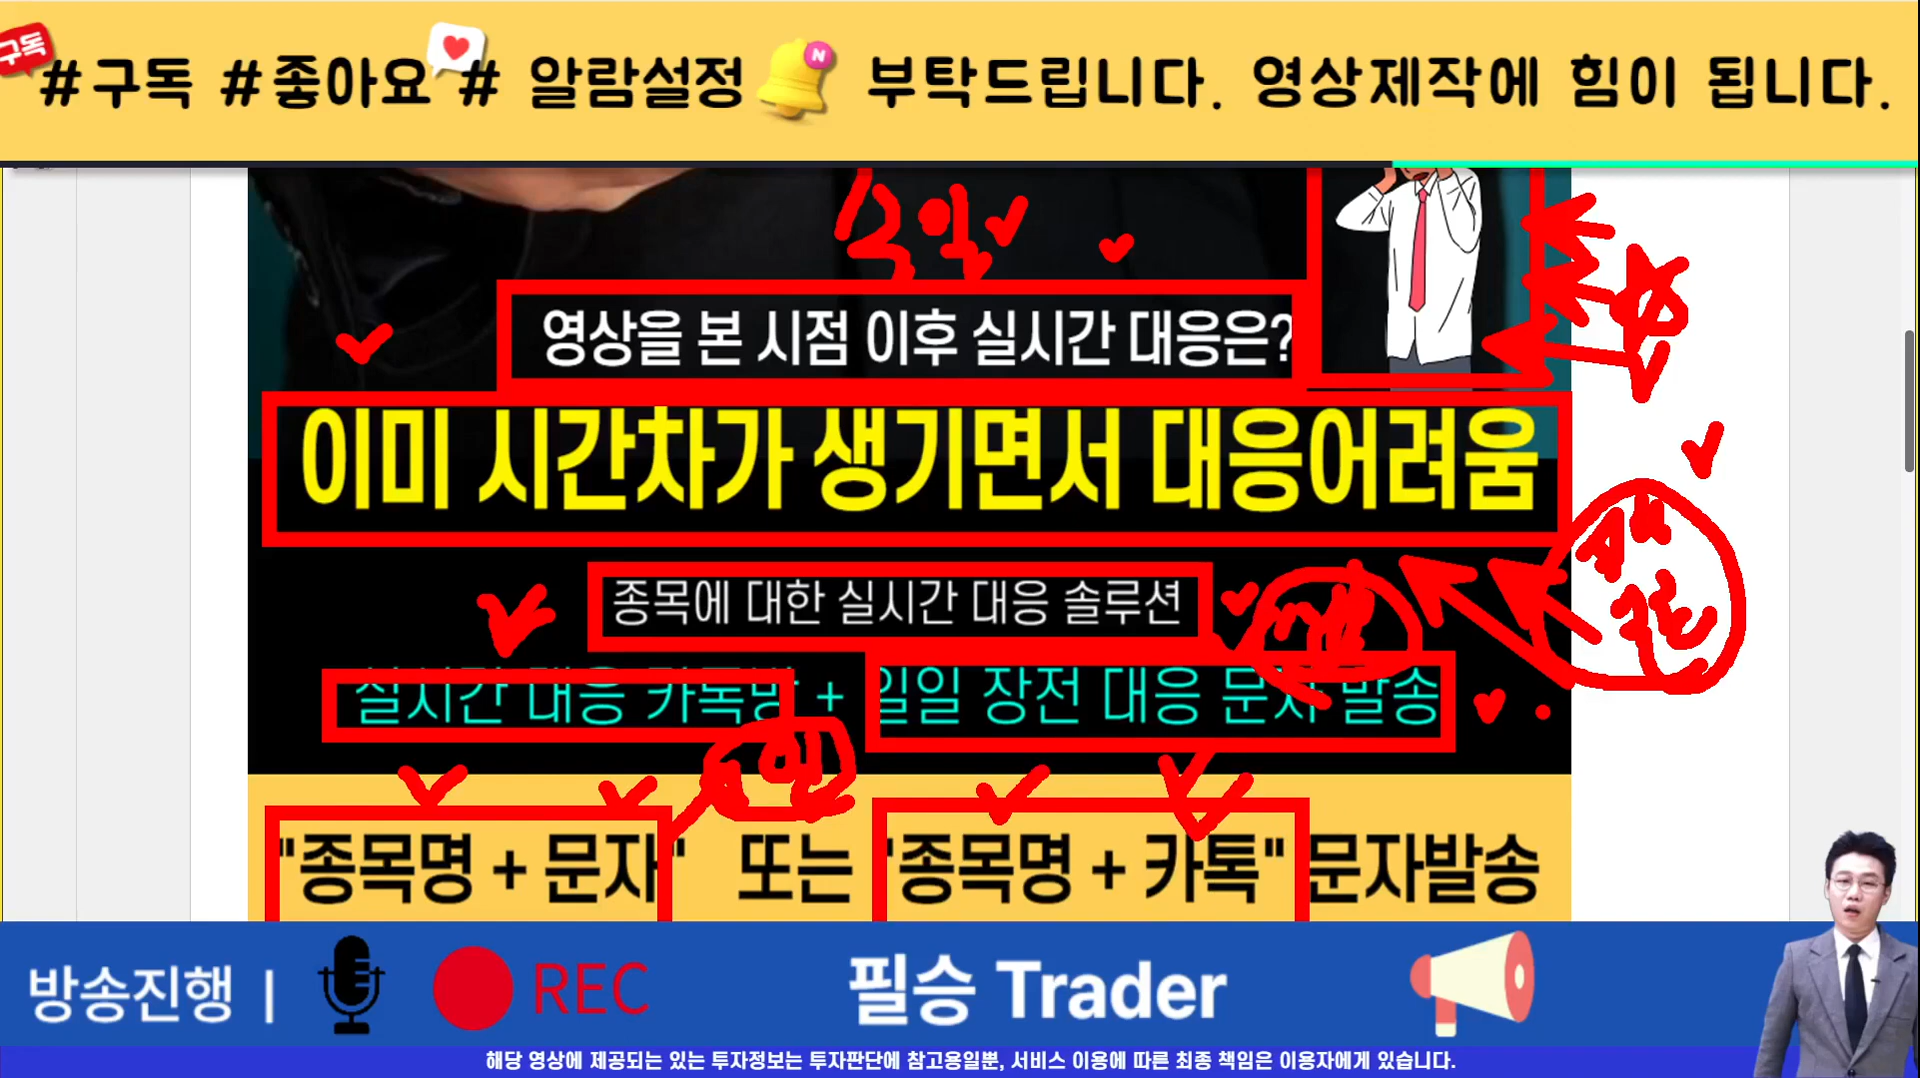 구독
#구독 #좋아요 # 알람설정 N 부탁드립니다. 영상제작에 힘이 됩니다.
영상을 본 시점 이후 실시간 대응은?
이미 시간차가 생기면서 대응어려움
종목에 대한 실시간 대응 솔루션
실시간 대응 카톡방 + 일일 장전 대응 문자 발송
"종목명 + 문자" 또는 "종목명 + 카톡" 문자발송
방송진행 | REC 필승 Trader
해당 영상에 제공되는 있는 투자정보는 투자판단에 참고용일뿐, 서비스 이용에 따른 최종 책임은 이용자에게 있습니다.